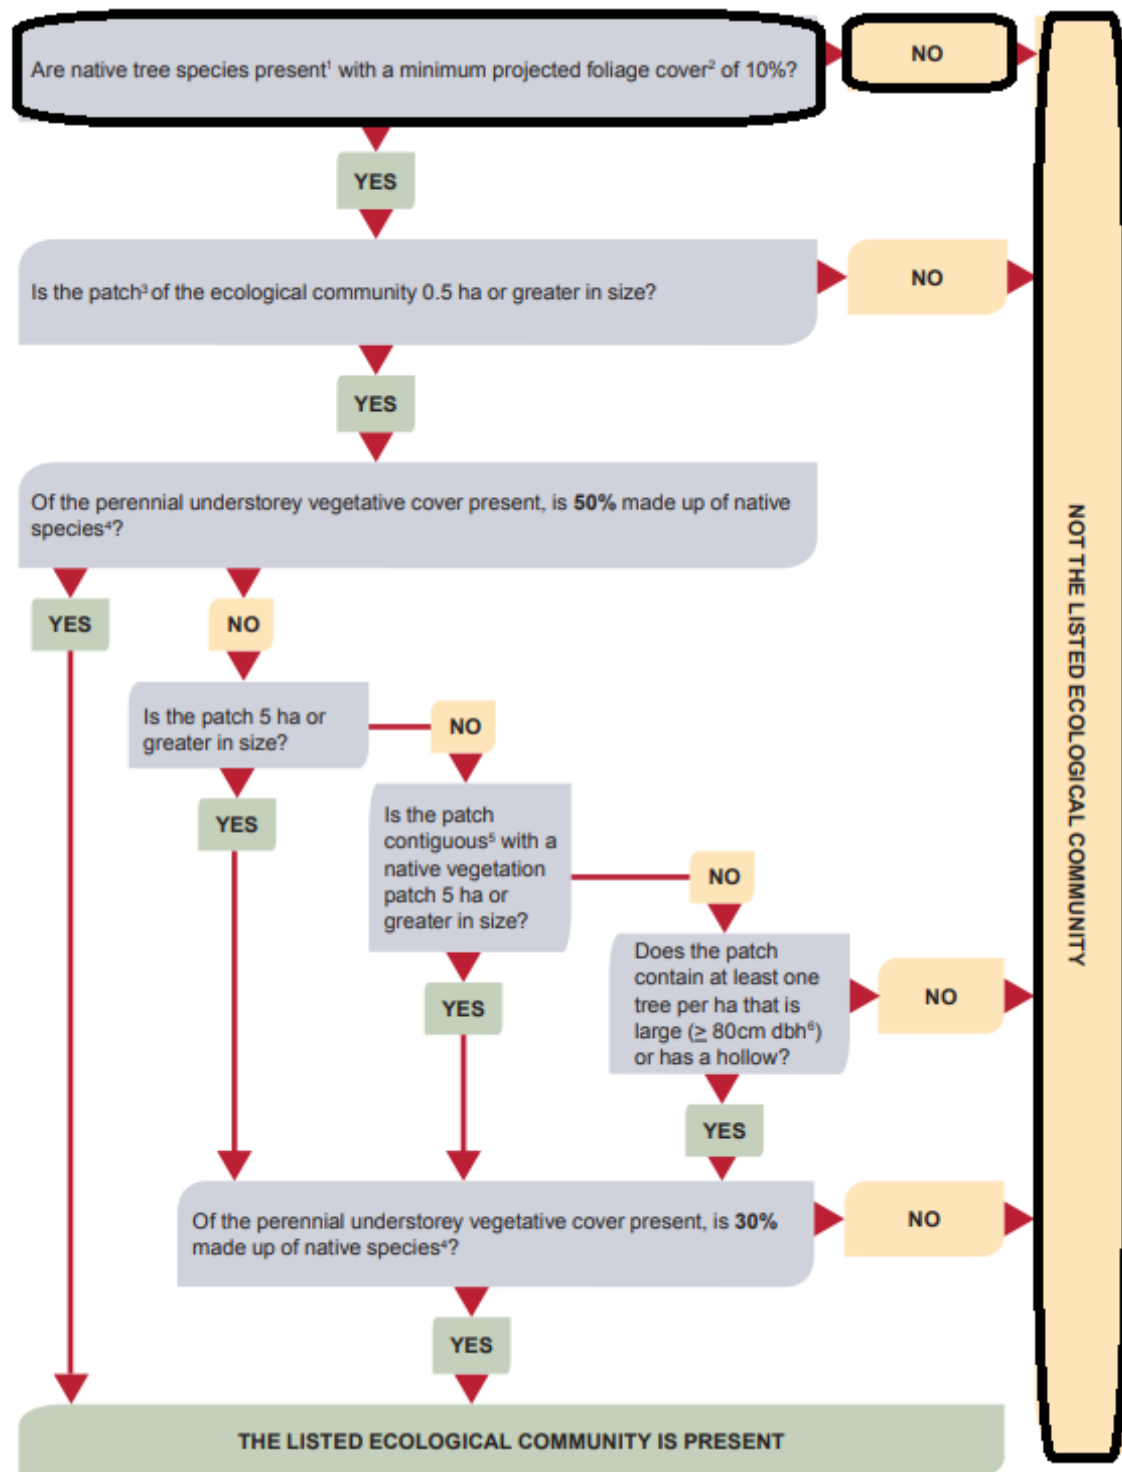 Are native tree species present¹ with a minimum projected foliage cover² of 10%?
NO
YES
Is the patch³ of the ecological community 0.5 ha or greater in size?
NO
YES
Of the perennial understorey vegetative cover present, is 50% made up of native
species⁴?
YES
NO
Is the patch 5 ha or
greater in size?
NO
YES
Is the patch
contiguous⁵ with a
native vegetation
patch 5 ha or
greater in size?
NO
YES
Does the patch
contain at least one
tree per ha that is
large (≥ 80cm dbh⁶)
or has a hollow?
NO
YES
Of the perennial understorey vegetative cover present, is 30%
made up of native species⁴?
NO
YES
THE LISTED ECOLOGICAL COMMUNITY IS PRESENT
NOT THE LISTED ECOLOGICAL COMMUNITY